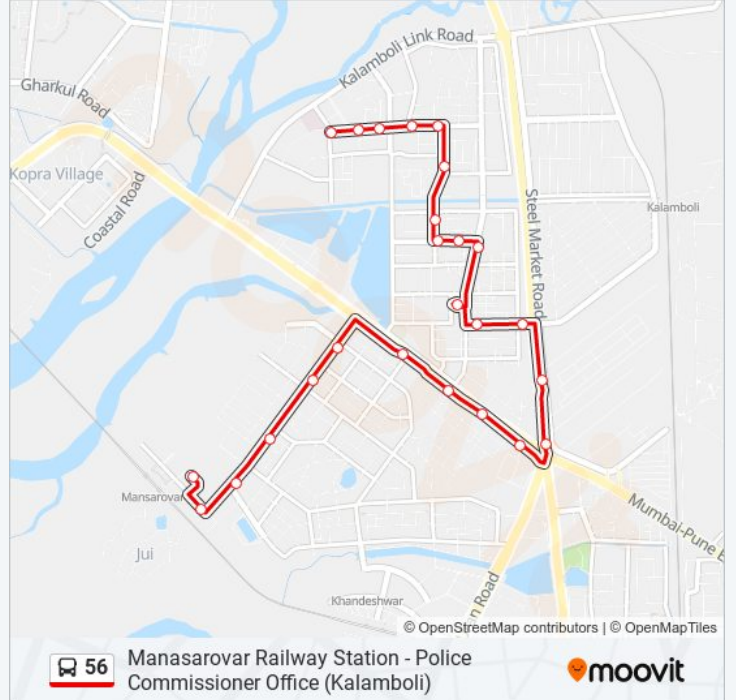 Kalamboli Link Road
Gharkul Road
Kopra Village
Coastal Road
Steel Market Road
Kalamboli
Mansarovar
Jui
Mumbai-Pune E
Khandeshwar
n Road
© OpenStreetMap contributors | © OpenMapTiles
56
Manasarovar Railway Station - Police
Commissioner Office (Kalamboli)
moovit